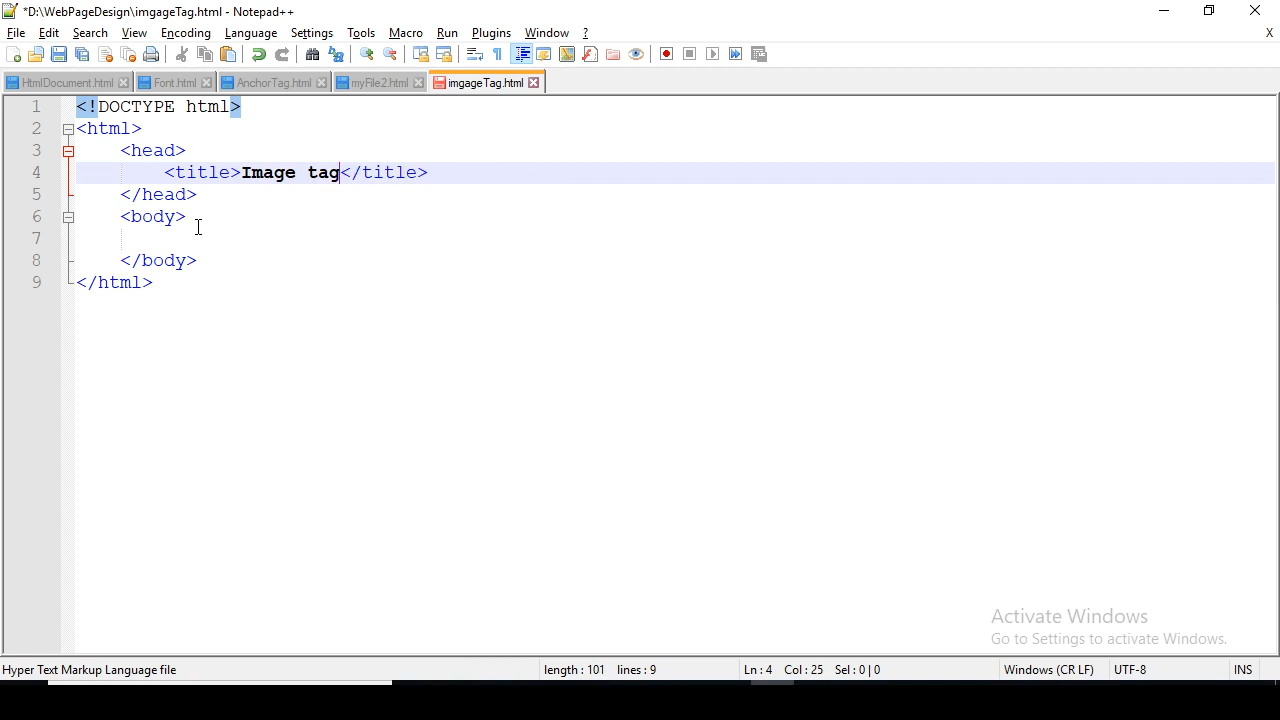 *D:\WebPageDesign\imgageTag.html - Notepad++
File Edit Search View Encoding Language Settings Tools Macro Run Plugins Window ? X
HtmlDocument.html Font.html AnchorTag.html myFile2.html imgageTag.html
1 <!DOCTYPE html>
2 <html>
3 <head>
4 <title>Image tag</title>
5 </head>
6 <body>
7
8 </body>
9 </html>
Activate Windows
Go to Settings to activate Windows.
Hyper Text Markup Language file length : 101 lines : 9 Ln : 4 Col : 25 Sel : 0 | 0 Windows (CR LF) UTF-8 INS